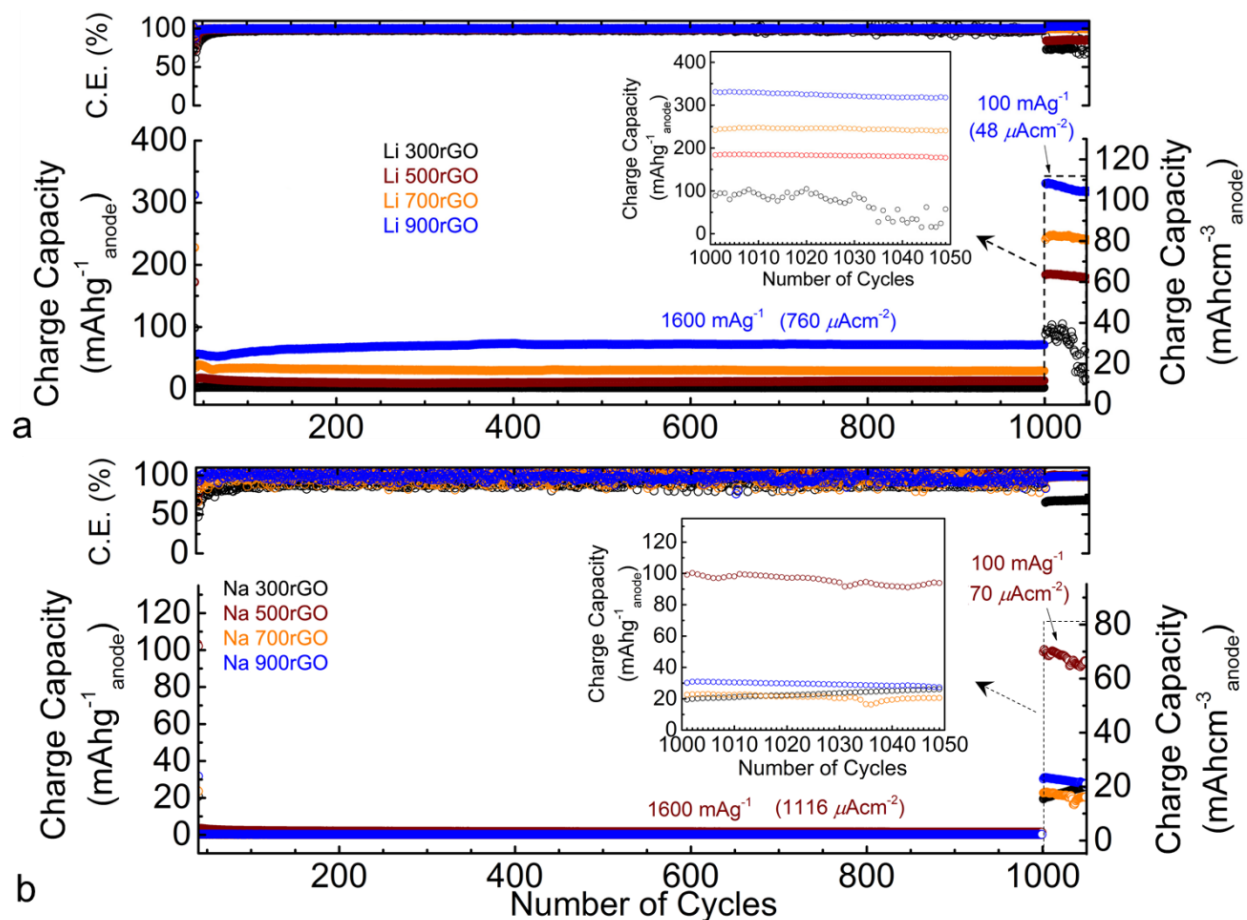 C.E. (%)
100
50
0
Charge Capacity
(mAhg⁻¹anode)
400
300
200
100
0
Li 300rGO
Li 500rGO
Li 700rGO
Li 900rGO
Charge Capacity
(mAhg⁻¹anode)
400
300
200
100
0
1000 1010 1020 1030 1040 1050
Number of Cycles
100 mAg⁻¹
(48 µAcm⁻²)
1600 mAg⁻¹ (760 µAcm⁻²)
120
100
80
60
40
20
0
Charge Capacity
(mAhcm⁻³anode)
200 400 600 800 1000
a
C.E. (%)
100
50
0
Charge Capacity
(mAhg⁻¹anode)
120
100
80
60
40
20
0
Na 300rGO
Na 500rGO
Na 700rGO
Na 900rGO
Charge Capacity
(mAhg⁻¹anode)
120
100
80
60
40
20
0
1000 1010 1020 1030 1040 1050
Number of Cycles
100 mAg⁻¹
70 µAcm⁻²)
1600 mAg⁻¹ (1116 µAcm⁻²)
80
60
40
20
0
Charge Capacity
(mAhcm⁻³anode)
200 400 600 800 1000
Number of Cycles
b